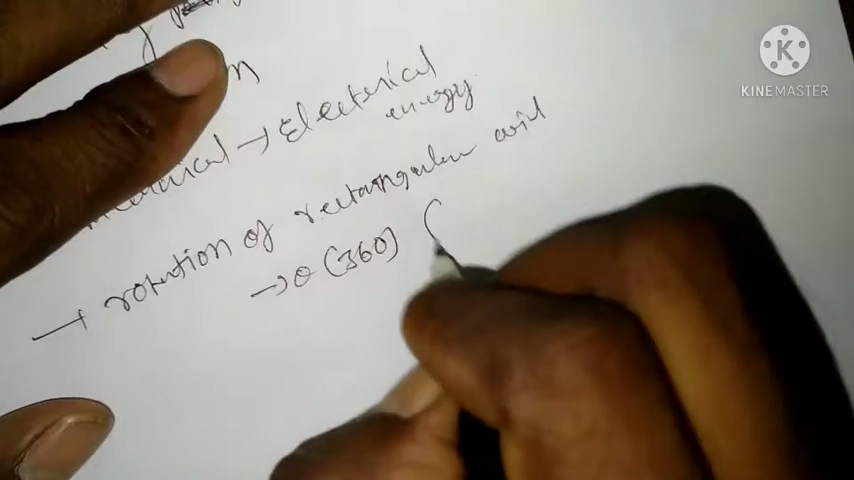 → Electrical
energy
→ rotation of rectangular coil
→ θ (360) (
KINEMASTER